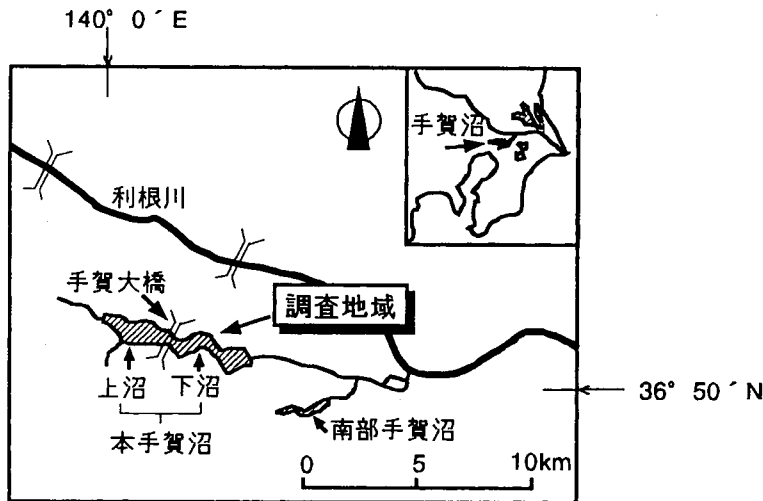 140° 0´E
手賀沼
利根川
手賀大橋
調査地域
上沼
下沼
36° 50´N
本手賀沼
南部手賀沼
0
5
10km